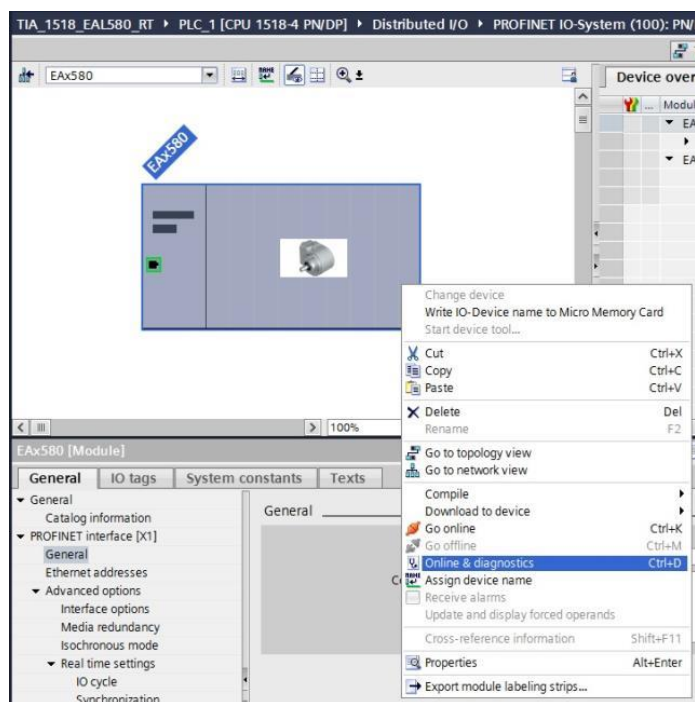 TIA_1518_EAL580_RT ▸ PLC_1 [CPU 1518-4 PN/DP] ▸ Distributed I/O ▸ PROFINET IO-System (100): PN/
EAx580
Device over
... Modul
EA
EA
EAx580
100%
Change device
Write IO-Device name to Micro Memory Card
Start device tool...
Cut Ctrl+X
Copy Ctrl+C
Paste Ctrl+V
Delete Del
Rename F2
Go to topology view
Go to network view
Compile
Download to device
Go online Ctrl+K
Go offline Ctrl+M
Online & diagnostics Ctrl+D
Assign device name
Receive alarms
Update and display forced operands
Cross-reference information Shift+F11
Properties Alt+Enter
Export module labeling strips...
EAx580 [Module]
General IO tags System constants Texts
General
Catalog information
PROFINET interface [X1]
General
Ethernet addresses
Advanced options
Interface options
Media redundancy
Isochronous mode
Real time settings
IO cycle
Synchronization
General